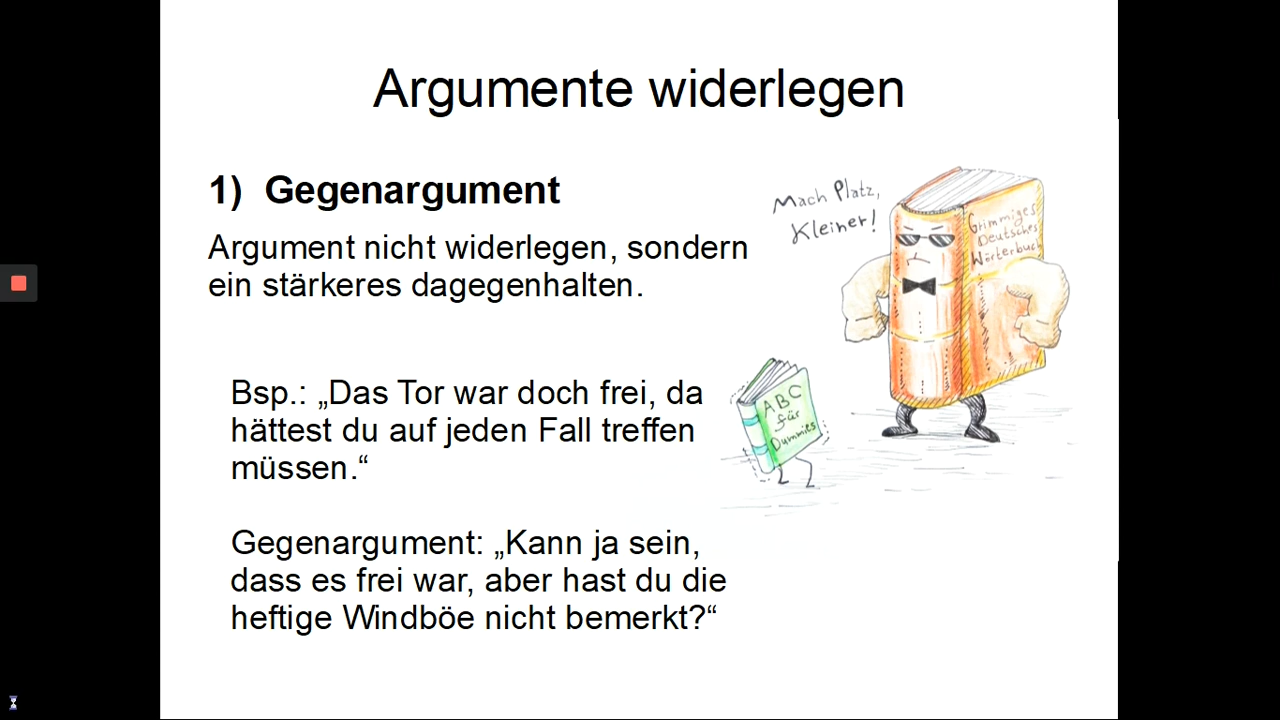 Argumente widerlegen
1) Gegenargument
Argument nicht widerlegen, sondern
ein stärkeres dagegenhalten.
Mach Platz,
Kleiner!
Grimmiges
Deutsches
Wörterbuch
ABC
für
Dummies
Bsp.: „Das Tor war doch frei, da
hättest du auf jeden Fall treffen
müssen.“
Gegenargument: „Kann ja sein,
dass es frei war, aber hast du die
heftige Windböe nicht bemerkt?“